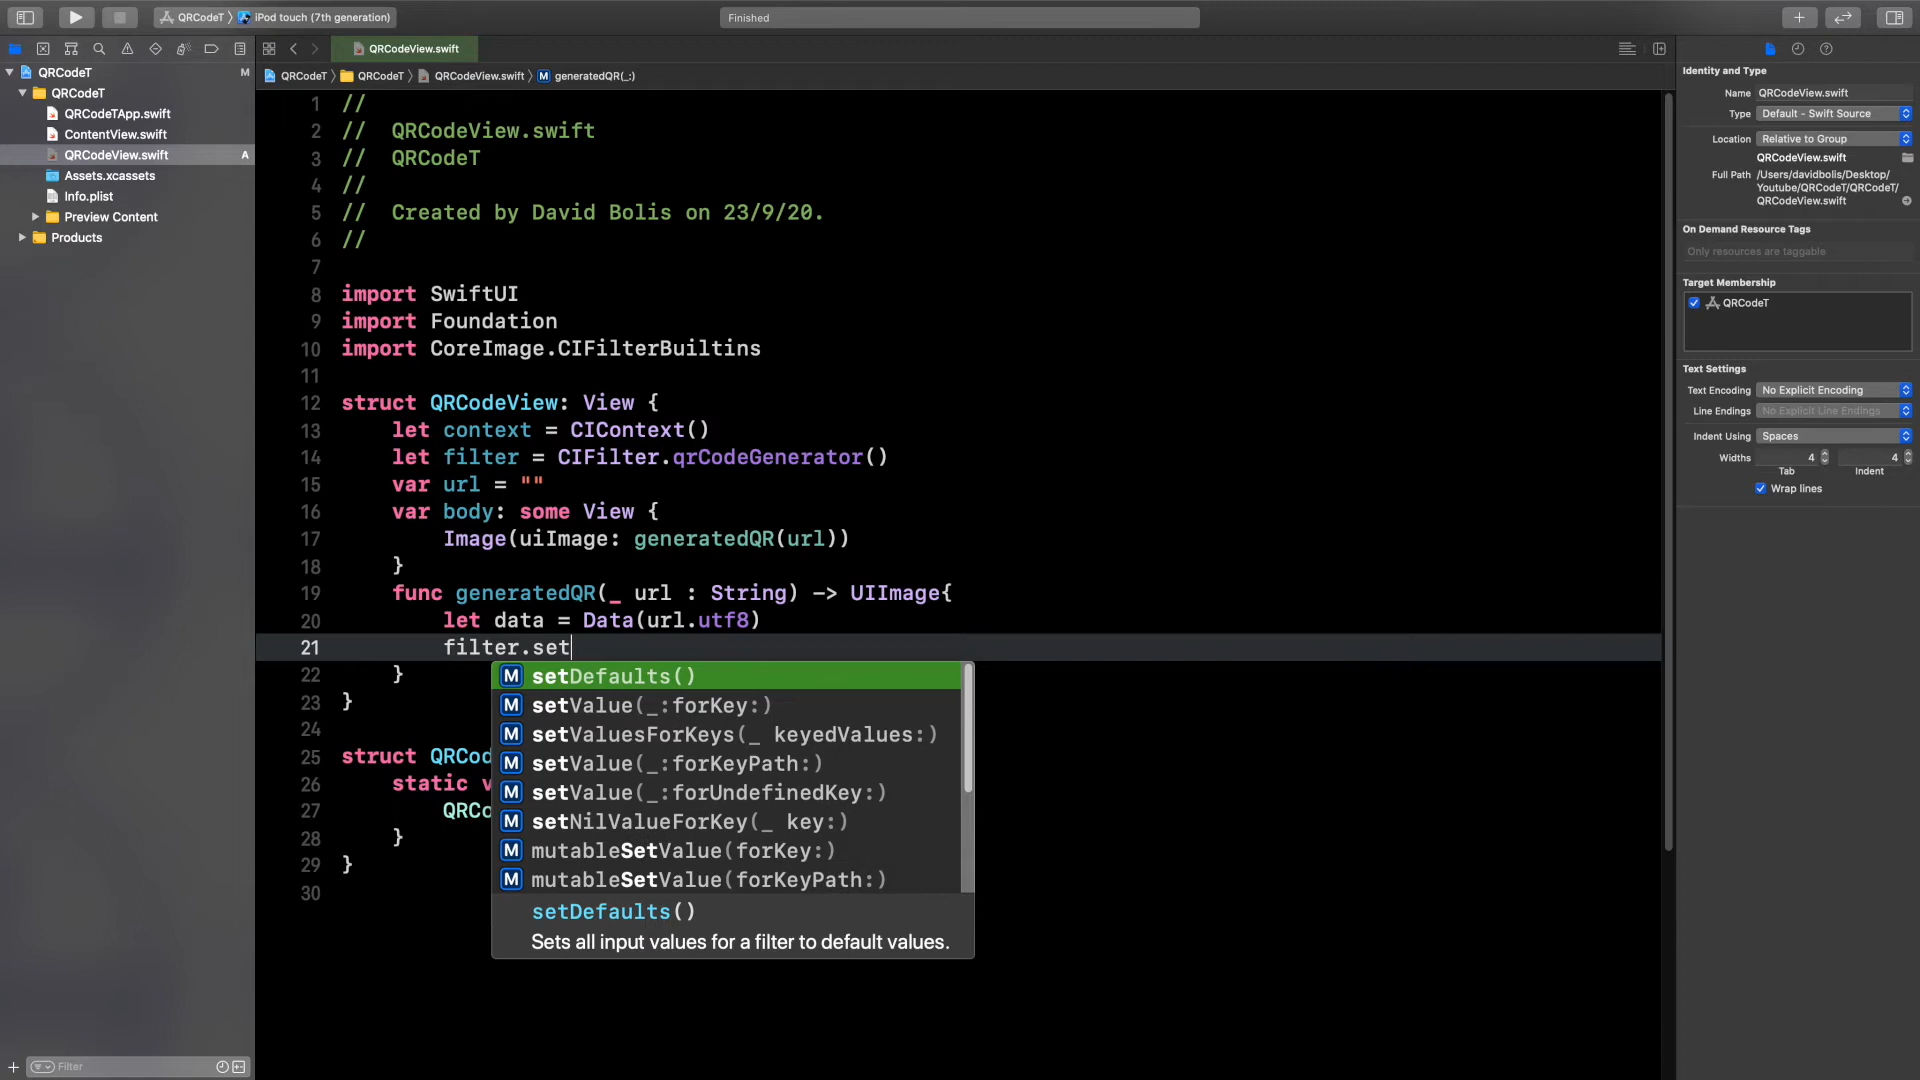 QRCodeT 〉 iPod touch (7th generation)
Finished
QRCodeView.swift
QRCodeT 〉 QRCodeT 〉 QRCodeView.swift 〉 M generatedQR(_:)
QRCodeT M
QRCodeT
QRCodeTApp.swift
ContentView.swift
QRCodeView.swift A
Assets.xcassets
Info.plist
Preview Content
Products
Filter
1 //
2 //  QRCodeView.swift
3 //  QRCodeT
4 //
5 //  Created by David Bolis on 23/9/20.
6 //
7
8 import SwiftUI
9 import Foundation
10 import CoreImage.CIFilterBuiltins
11
12 struct QRCodeView: View {
13     let context = CIContext()
14     let filter = CIFilter.qrCodeGenerator()
15     var url = ""
16     var body: some View {
17         Image(uiImage: generatedQR(url))
18     }
19     func generatedQR(_ url : String) -> UIImage{
20         let data = Data(url.utf8)
21         filter.set
22     }
23 }
24
25 struct QRCod
26     static v
27         QRCo
28     }
29 }
30
M setDefaults()
M setValue(_:forKey:)
M setValuesForKeys(_ keyedValues:)
M setValue(_:forKeyPath:)
M setValue(_:forUndefinedKey:)
M setNilValueForKey(_ key:)
M mutableSetValue(forKey:)
M mutableSetValue(forKeyPath:)
setDefaults()
Sets all input values for a filter to default values.
Identity and Type
Name QRCodeView.swift
Type Default - Swift Source
Location Relative to Group
QRCodeView.swift
Full Path /Users/davidbolis/Desktop/
Youtube/QRCodeT/QRCodeT/
QRCodeView.swift
On Demand Resource Tags
Only resources are taggable
Target Membership
QRCodeT
Text Settings
Text Encoding No Explicit Encoding
Line Endings No Explicit Line Endings
Indent Using Spaces
Widths 4 4
Tab Indent
Wrap lines